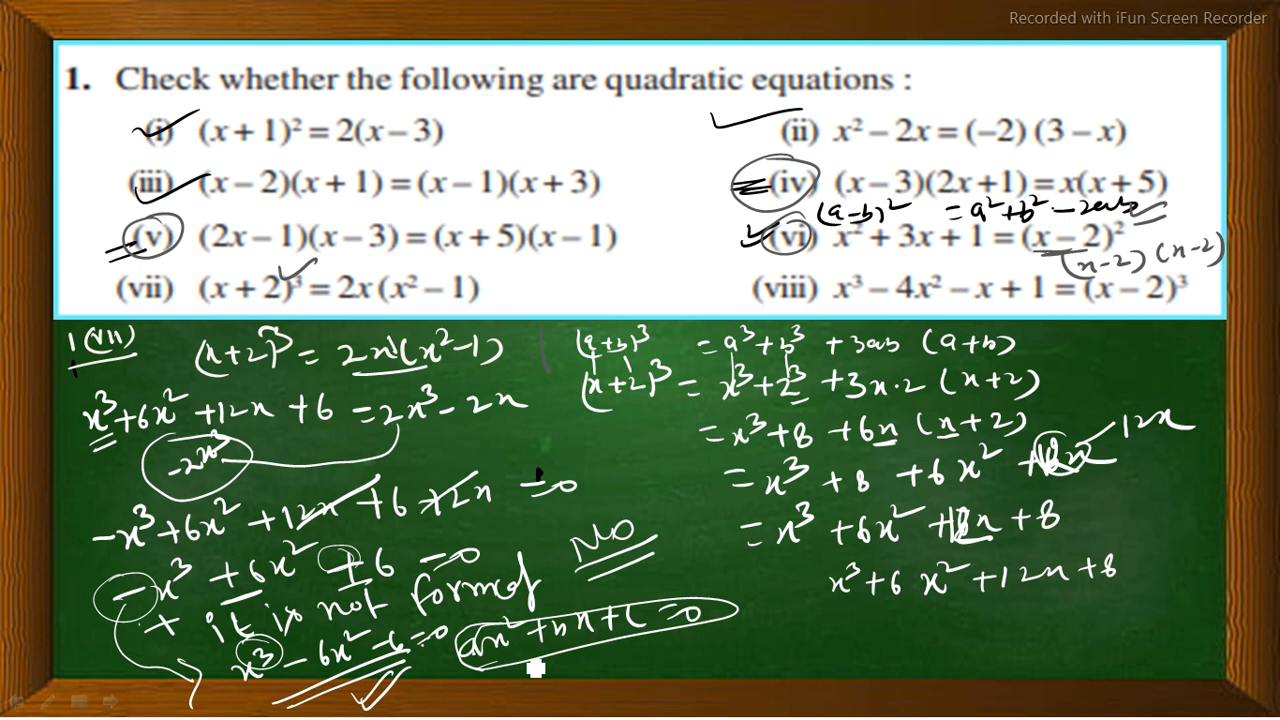 Recorded with iFun Screen Recorder
1. Check whether the following are quadratic equations :
(i) (x + 1)² = 2(x – 3)
(ii) x² – 2x = (–2) (3 – x)
(iii) (x – 2)(x + 1) = (x – 1)(x + 3)
(iv) (x – 3)(2x +1) = x(x + 5)
(a-b)² = a²+b² - 2ab
(v) (2x – 1)(x – 3) = (x + 5)(x – 1)
(vi) x² + 3x + 1 = (x – 2)²
(x-2) (x-2)
(vii) (x + 2)³ = 2x (x² – 1)
(viii) x³ – 4x² – x + 1 = (x – 2)³
1 (vii) (x+2)³ = 2x(x²-1)
x³+6x²+12x+6 = 2x³-2x
-2x³
-x³+6x²+12x+6+2x =0
-x³+6x²+6=0
NO
+ it is not form of
x³-6x²-6=0
ax²+bx+c=0
(a+b)³ = a³+b³ +3ab (a+b)
(x+2)³ = x³+2³ +3x·2 (x+2)
= x³+8 +6x (x+2)
12x
= x³ +8 +6x²
= x³ +6x² +12x +8
x³+6x²+12x+8